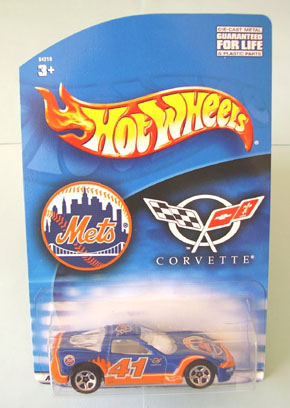 DIE-CAST METAL
GUARANTEED
FOR LIFE
& PLASTIC PARTS
3+
HOT WHEELS
Mets
CORVETTE
41